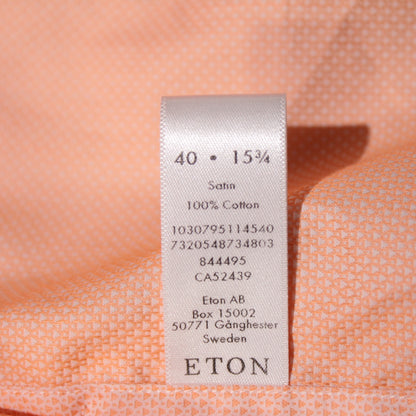 40 • 15¾
Satin
100% Cotton
1030795114540
7320548734803
844495
CA52439
Eton AB
Box 15002
50771 Gånghester
Sweden
ETON